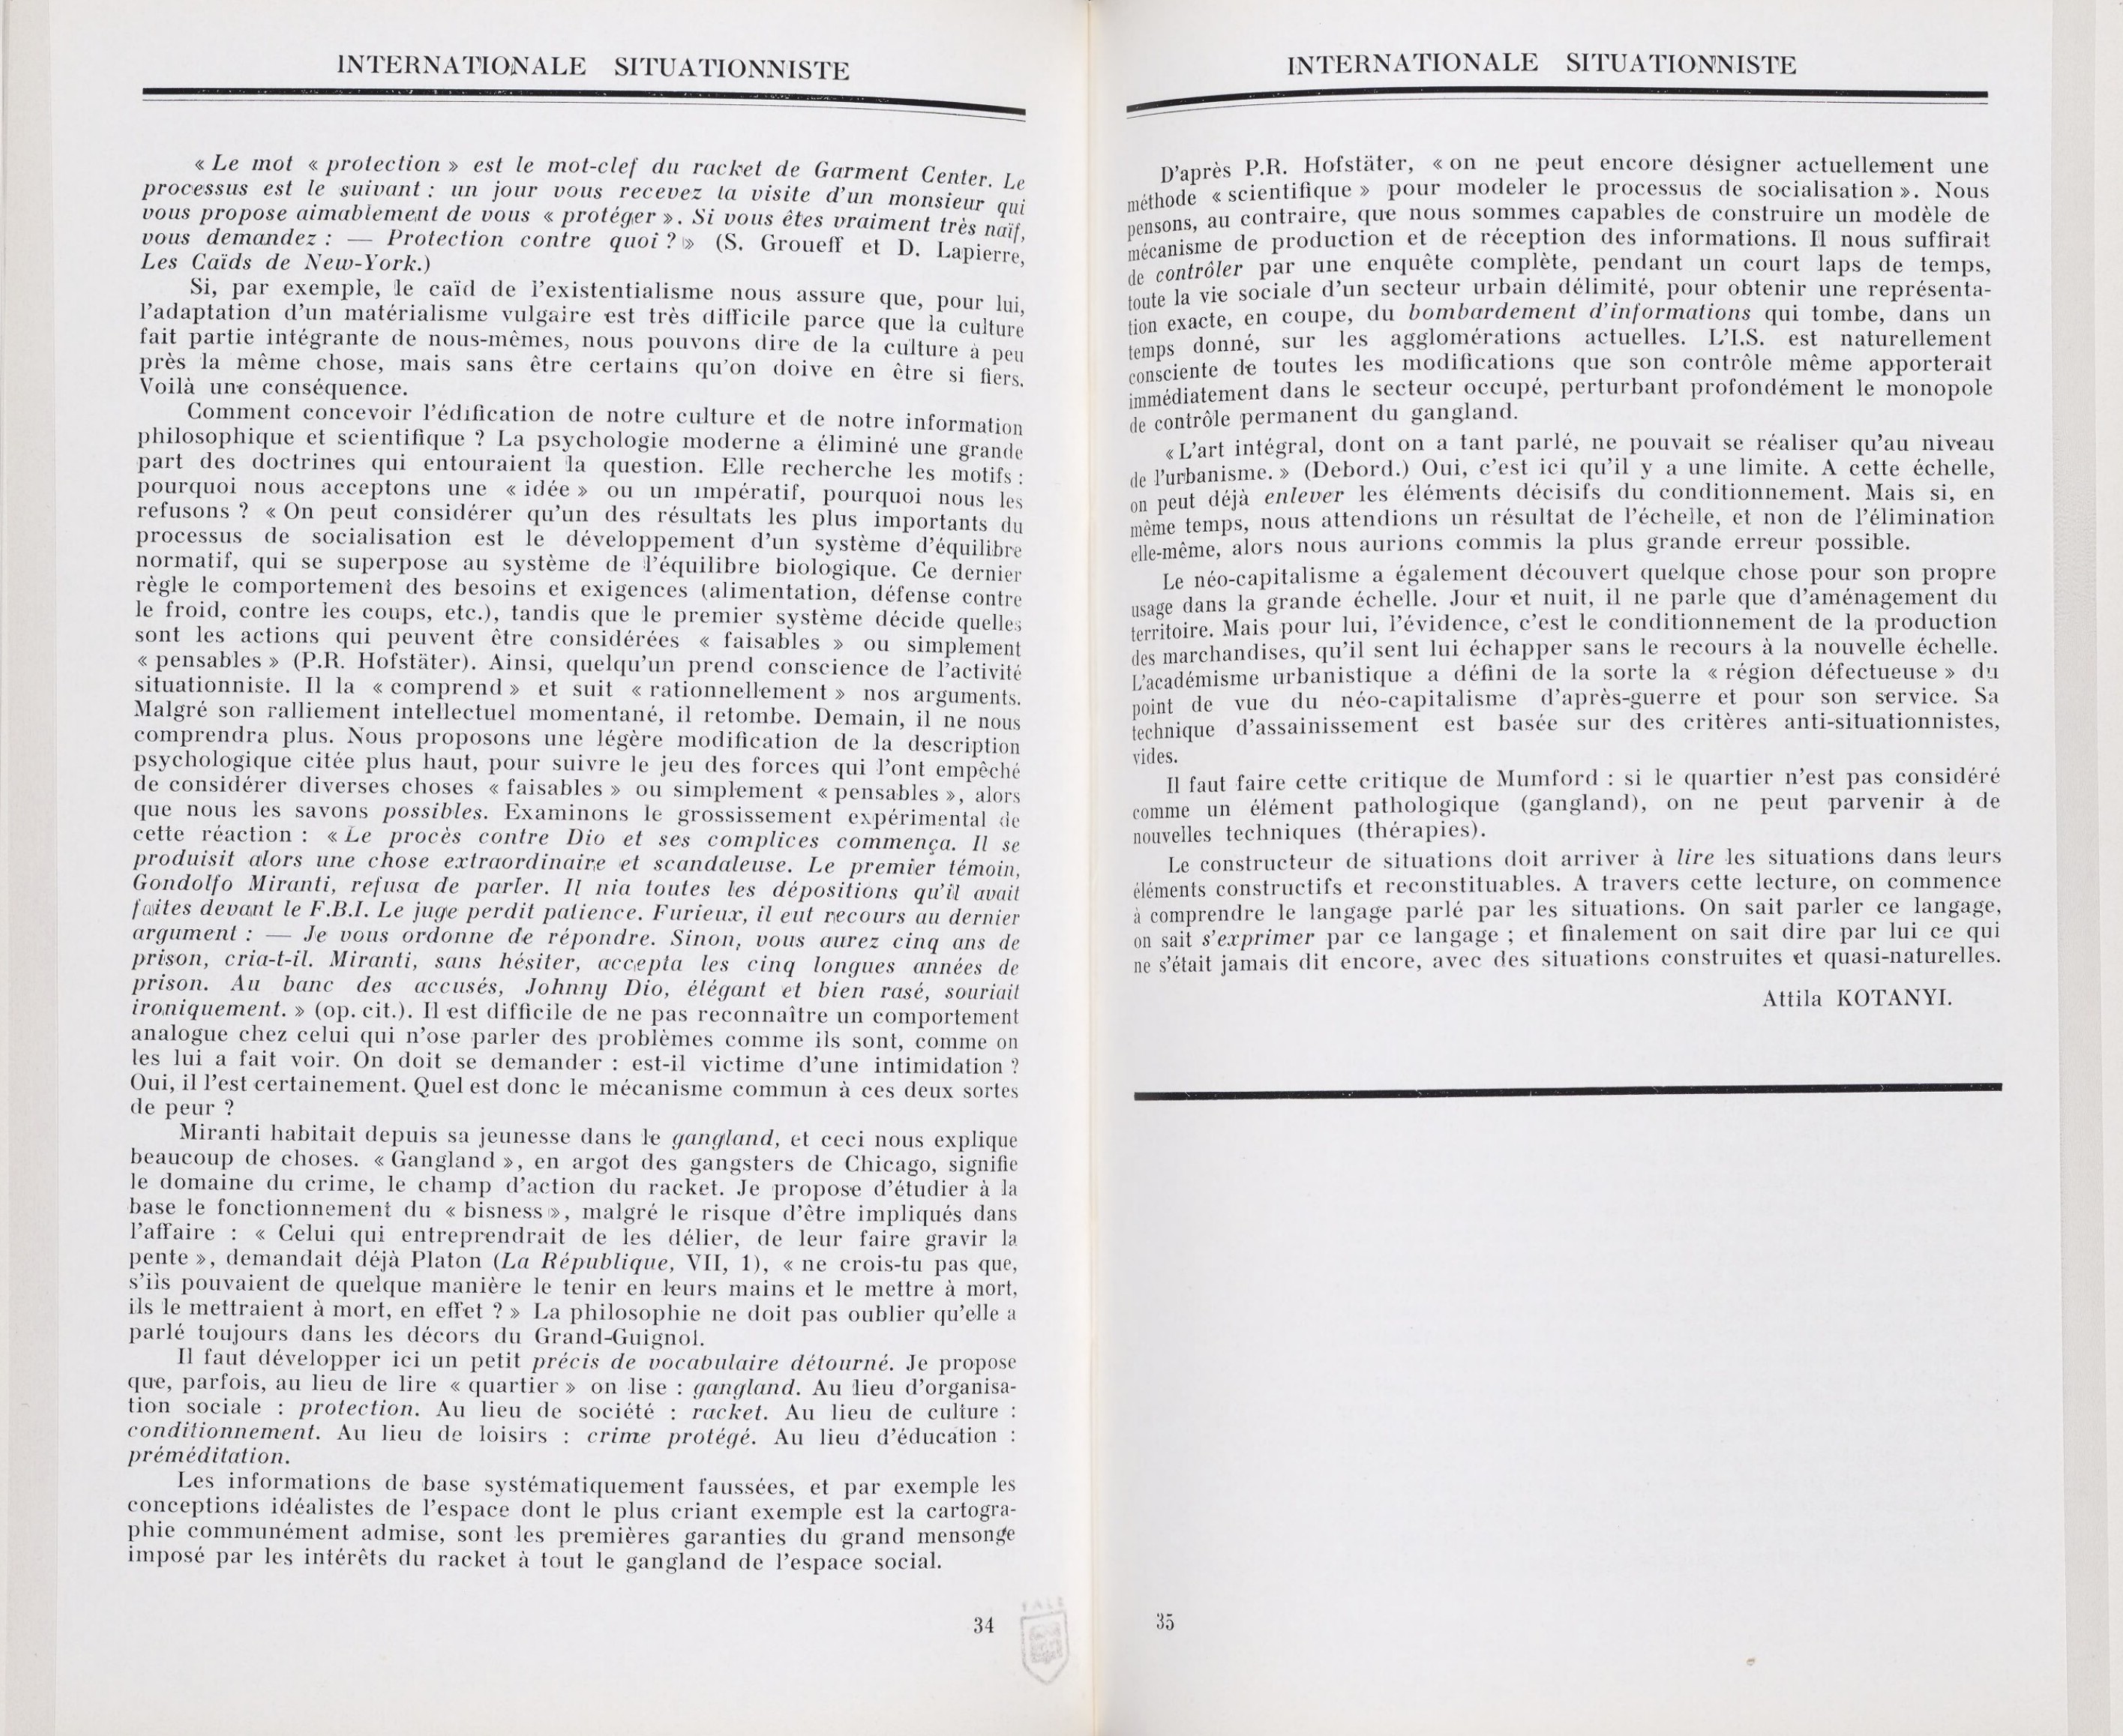 INTERNATIONALE SITUATIONNISTE
« Le mot « protection » est le mot-clef du racket de Garment Center. Le
processus est le suivant : un jour vous recevez la visite d'un monsieur qui
vous propose aimablement de vous « protéger ». Si vous êtes vraiment très naïf,
vous demandez : — Protection contre quoi ? » (S. Groueff et D. Lapierre,
Les Caïds de New-York.)
Si, par exemple, le caïd de l'existentialisme nous assure que, pour lui,
l'adaptation d'un matérialisme vulgaire est très difficile parce que la culture
fait partie intégrante de nous-mêmes, nous pouvons dire de la culture à peu
près la même chose, mais sans être certains qu'on doive en être si fiers.
Voilà une conséquence.
Comment concevoir l'édification de notre culture et de notre information
philosophique et scientifique ? La psychologie moderne a éliminé une grande
part des doctrines qui entouraient la question. Elle recherche les motifs :
pourquoi nous acceptons une « idée » ou un impératif, pourquoi nous les
refusons ? « On peut considérer qu'un des résultats les plus importants du
processus de socialisation est le développement d'un système d'équilibre
normatif, qui se superpose au système de l'équilibre biologique. Ce dernier
règle le comportement des besoins et exigences (alimentation, défense contre
le froid, contre les coups, etc.), tandis que le premier système décide quelles
sont les actions qui peuvent être considérées « faisables » ou simplement
« pensables » (P.R. Hofstäter). Ainsi, quelqu'un prend conscience de l'activité
situationniste. Il la « comprend » et suit « rationnellement » nos arguments.
Malgré son ralliement intellectuel momentané, il retombe. Demain, il ne nous
comprendra plus. Nous proposons une légère modification de la description
psychologique citée plus haut, pour suivre le jeu des forces qui l'ont empêché
de considérer diverses choses « faisables » ou simplement « pensables », alors
que nous les savons possibles. Examinons le grossissement expérimental de
cette réaction : « Le procès contre Dio et ses complices commença. Il se
produisit alors une chose extraordinaire et scandaleuse. Le premier témoin,
Gondolfo Miranti, refusa de parler. Il nia toutes les dépositions qu'il avait
faites devant le F.B.I. Le juge perdit patience. Furieux, il eut recours au dernier
argument : — Je vous ordonne de répondre. Sinon, vous aurez cinq ans de
prison, cria-t-il. Miranti, sans hésiter, accepta les cinq longues années de
prison. Au banc des accusés, Johnny Dio, élégant et bien rasé, souriait
ironiquement. » (op. cit.). Il est difficile de ne pas reconnaître un comportement
analogue chez celui qui n'ose parler des problèmes comme ils sont, comme on
les lui a fait voir. On doit se demander : est-il victime d'une intimidation ?
Oui, il l'est certainement. Quel est donc le mécanisme commun à ces deux sortes
de peur ?
Miranti habitait depuis sa jeunesse dans le gangland, et ceci nous explique
beaucoup de choses. « Gangland », en argot des gangsters de Chicago, signifie
le domaine du crime, le champ d'action du racket. Je propose d'étudier à la
base le fonctionnement du « bisness », malgré le risque d'être impliqués dans
l'affaire : « Celui qui entreprendrait de les délier, de leur faire gravir la
pente », demandait déjà Platon (La République, VII, 1), « ne crois-tu pas que,
s'ils pouvaient de quelque manière le tenir en leurs mains et le mettre à mort,
ils le mettraient à mort, en effet ? » La philosophie ne doit pas oublier qu'elle a
parlé toujours dans les décors du Grand-Guignol.
Il faut développer ici un petit précis de vocabulaire détourné. Je propose
que, parfois, au lieu de lire « quartier » on lise : gangland. Au lieu d'organisa-
tion sociale : protection. Au lieu de société : racket. Au lieu de culture :
conditionnement. Au lieu de loisirs : crime protégé. Au lieu d'éducation :
préméditation.
Les informations de base systématiquement faussées, et par exemple les
conceptions idéalistes de l'espace dont le plus criant exemple est la cartogra-
phie communément admise, sont les premières garanties du grand mensonge
imposé par les intérêts du racket à tout le gangland de l'espace social.
34
INTERNATIONALE SITUATIONNISTE
D'après P.R. Hofstäter, « on ne peut encore désigner actuellement une
méthode « scientifique » pour modeler le processus de socialisation ». Nous
pensons, au contraire, que nous sommes capables de construire un modèle de
mécanisme de production et de réception des informations. Il nous suffirait
de contrôler par une enquête complète, pendant un court laps de temps,
toute la vie sociale d'un secteur urbain délimité, pour obtenir une représenta-
tion exacte, en coupe, du bombardement d'informations qui tombe, dans un
temps donné, sur les agglomérations actuelles. L'I.S. est naturellement
consciente de toutes les modifications que son contrôle même apporterait
immédiatement dans le secteur occupé, perturbant profondément le monopole
de contrôle permanent du gangland.
« L'art intégral, dont on a tant parlé, ne pouvait se réaliser qu'au niveau
de l'urbanisme. » (Debord.) Oui, c'est ici qu'il y a une limite. A cette échelle,
on peut déjà enlever les éléments décisifs du conditionnement. Mais si, en
même temps, nous attendions un résultat de l'échelle, et non de l'élimination
elle-même, alors nous aurions commis la plus grande erreur possible.
Le néo-capitalisme a également découvert quelque chose pour son propre
usage dans la grande échelle. Jour et nuit, il ne parle que d'aménagement du
territoire. Mais pour lui, l'évidence, c'est le conditionnement de la production
des marchandises, qu'il sent lui échapper sans le recours à la nouvelle échelle.
L'académisme urbanistique a défini de la sorte la « région défectueuse » du
point de vue du néo-capitalisme d'après-guerre et pour son service. Sa
technique d'assainissement est basée sur des critères anti-situationnistes,
vides.
Il faut faire cette critique de Mumford : si le quartier n'est pas considéré
comme un élément pathologique (gangland), on ne peut parvenir à de
nouvelles techniques (thérapies).
Le constructeur de situations doit arriver à lire les situations dans leurs
éléments constructifs et reconstituables. A travers cette lecture, on commence
à comprendre le langage parlé par les situations. On sait parler ce langage,
on sait s'exprimer par ce langage ; et finalement on sait dire par lui ce qui
ne s'était jamais dit encore, avec des situations construites et quasi-naturelles.
Attila KOTANYI.
35
YALE